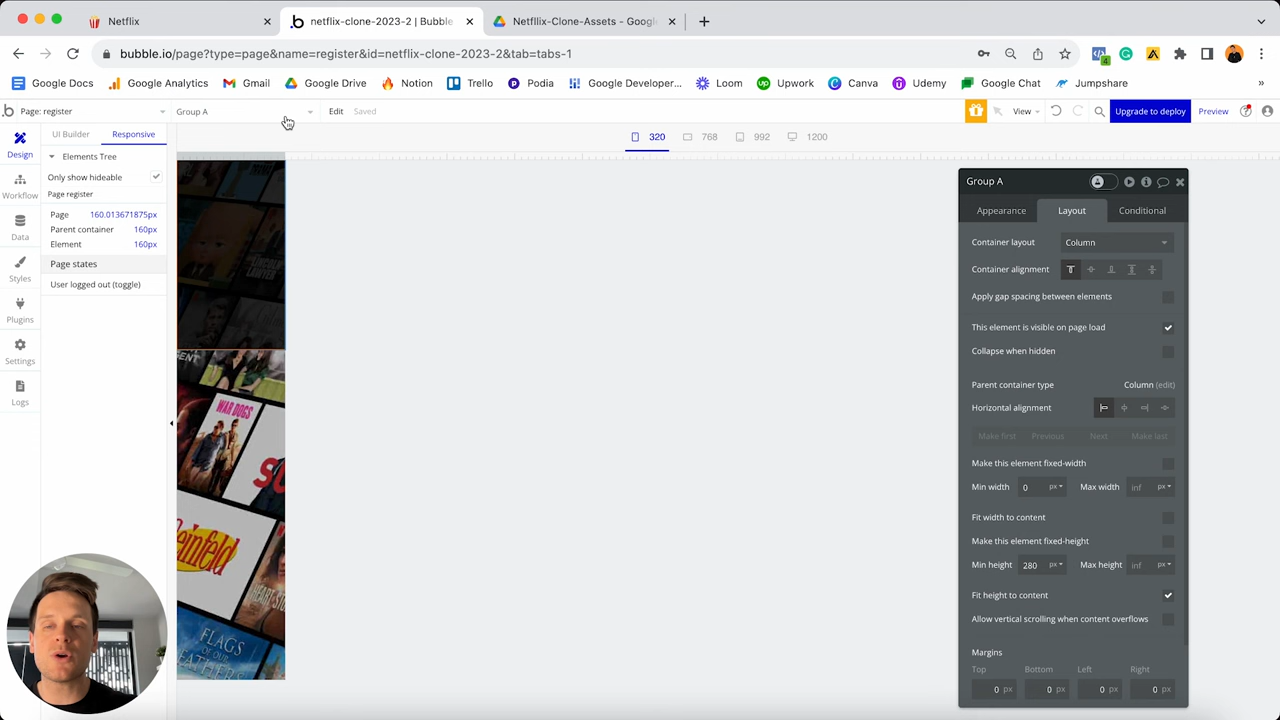 Netflix
netflix-clone-2023-2 | Bubble
Netfllix-Clone-Assets - Google
bubble.io/page?type=page&name=register&id=netflix-clone-2023-2&tab=tabs-1
Google Docs
Google Analytics
Gmail
Google Drive
Notion
Trello
Podia
Google Developer...
Loom
Upwork
Canva
Udemy
Google Chat
Jumpshare
Page: register
Group A
Edit
Saved
View
Upgrade to deploy
Preview
Design
Workflow
Data
Styles
Plugins
Settings
Logs
UI Builder
Responsive
Elements Tree
Only show hideable
Page register
Page 160.013671875px
Parent container 160px
Element 160px
Page states
User logged out (toggle)
320
768
992
1200
LINCOLN
LAWYER
WAR DOGS
FLAGS
OF OUR
Group A
Appearance
Layout
Conditional
Container layout Column
Container alignment
Apply gap spacing between elements
This element is visible on page load
Collapse when hidden
Parent container type Column (edit)
Horizontal alignment
Make first Previous Next Make last
Make this element fixed-width
Min width 0 px Max width inf px
Fit width to content
Make this element fixed-height
Min height 280 px Max height inf px
Fit height to content
Allow vertical scrolling when content overflows
Margins
Top Bottom Left Right
0 px 0 px 0 px 0 px